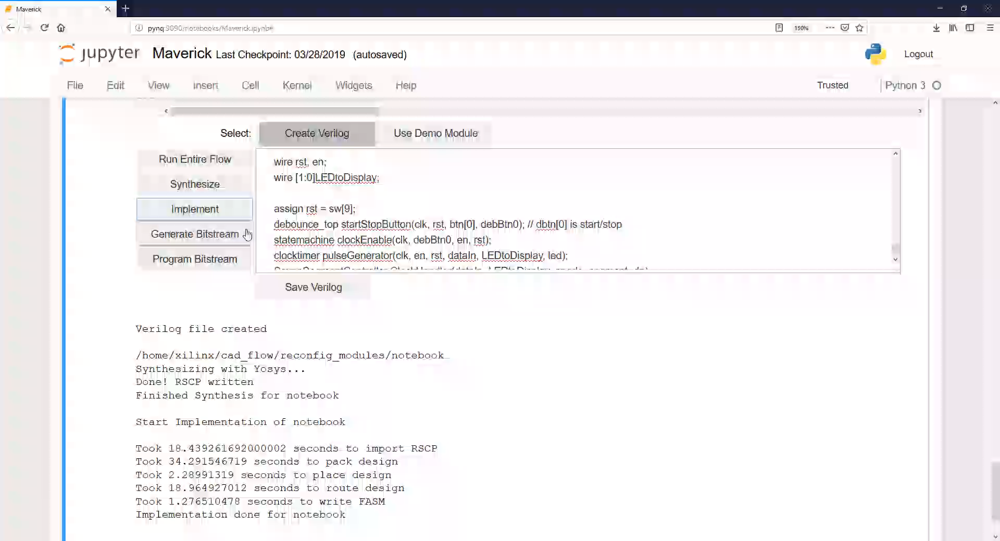 Maverick
pynq:9090/notebooks/Maverick.ipynb#
150%
jupyter Maverick Last Checkpoint: 03/28/2019 (autosaved)
Logout
File Edit View Insert Cell Kernel Widgets Help
Trusted Python 3
Select: Create Verilog Use Demo Module
Run Entire Flow
Synthesize
Implement
Generate Bitstream
Program Bitstream
wire rst, en;
wire [1:0]LEDtoDisplay;
assign rst = sw[9];
debounce_top startStopButton(clk, rst, btn[0], debBtn0); // dbtn[0] is start/stop
statemachine clockEnable(clk, debBtn0, en, rst);
clocktimer pulseGenerator(clk, en, rst, dataIn, LEDtoDisplay, led);
Save Verilog
Verilog file created
/home/xilinx/cad_flow/reconfig_modules/notebook
Synthesizing with Yosys...
Done! RSCP written
Finished Synthesis for notebook
Start Implementation of notebook
Took 18.439261692000002 seconds to import RSCP
Took 34.291546719 seconds to pack design
Took 2.28991319 seconds to place design
Took 18.964927012 seconds to route design
Took 1.276510478 seconds to write FASM
Implementation done for notebook